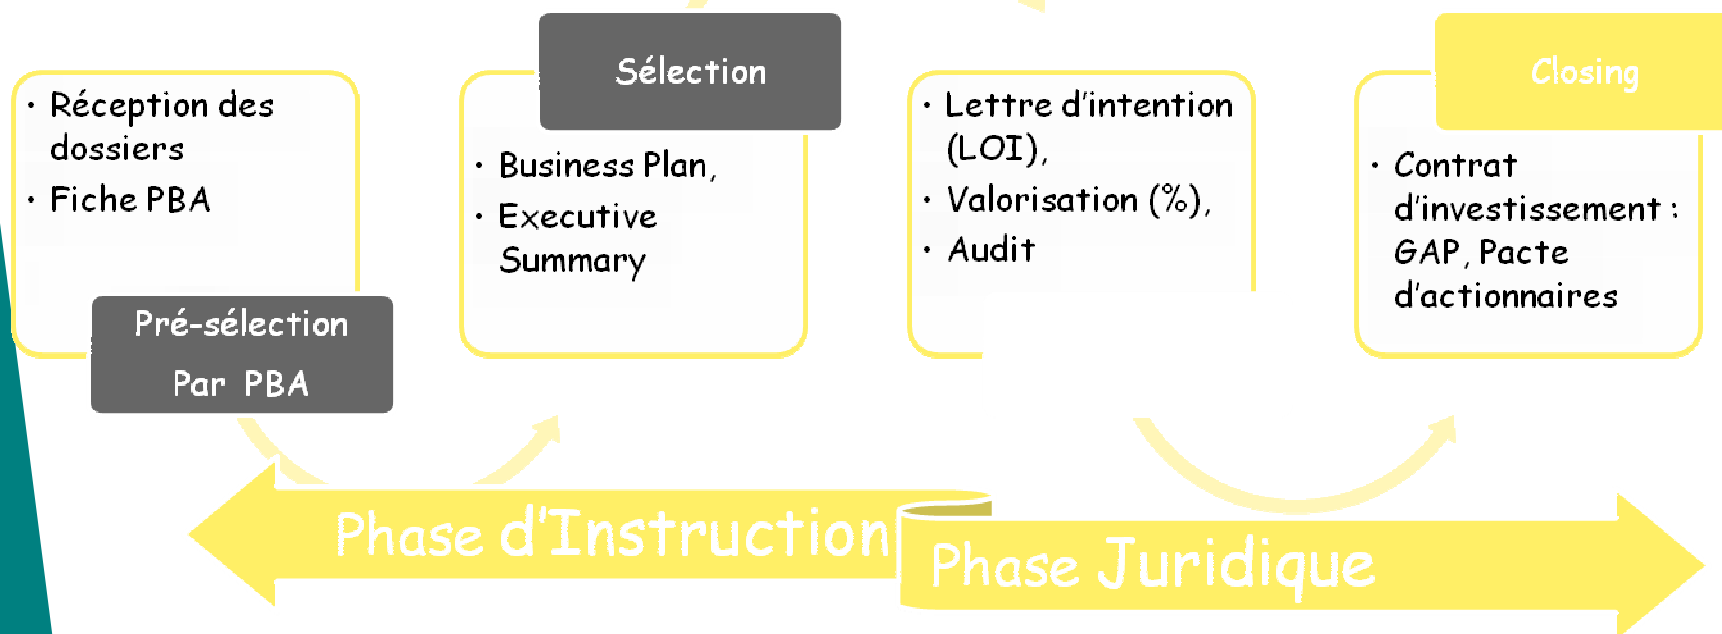 • Réception des
dossiers
• Fiche PBA
Pré-sélection
Par PBA
Sélection
• Business Plan,
• Executive
Summary
• Lettre d'intention
(LOI),
• Valorisation (%),
• Audit
Closing
• Contrat
d'investissement :
GAP, Pacte
d'actionnaires
Phase d'Instruction
Phase Juridique